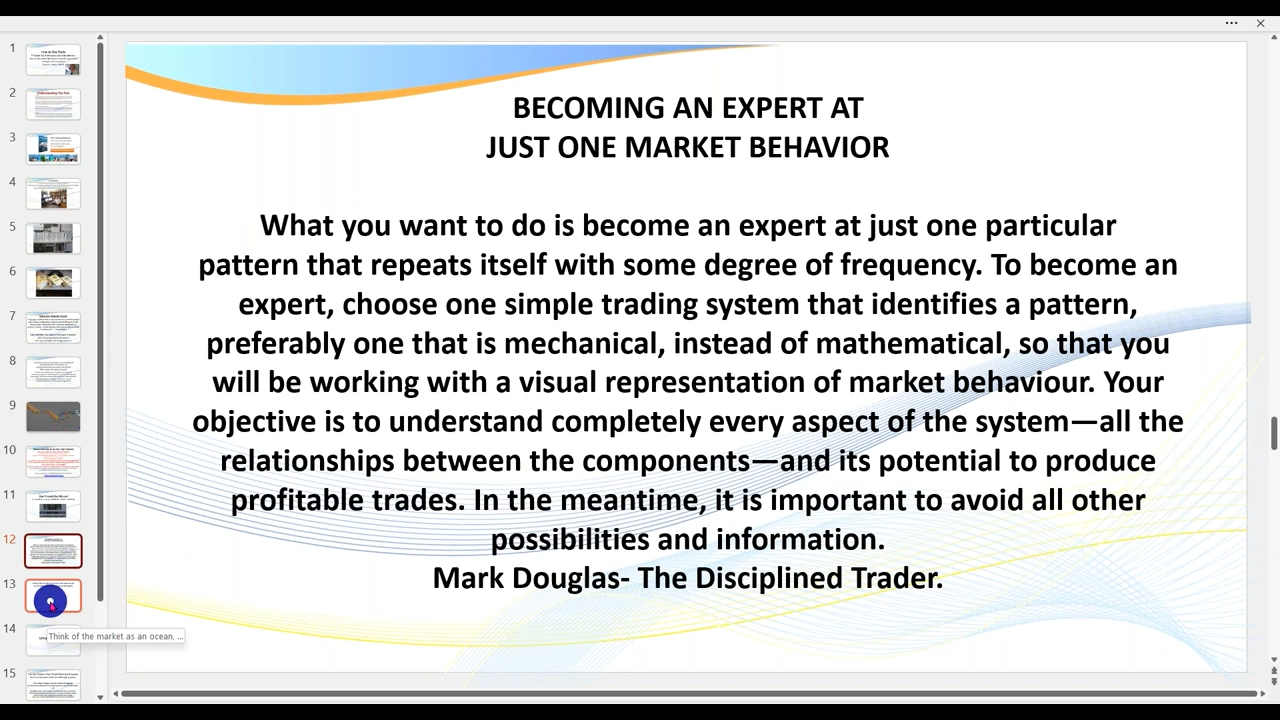 BECOMING AN EXPERT AT
JUST ONE MARKET BEHAVIOR
What you want to do is become an expert at just one particular
pattern that repeats itself with some degree of frequency. To become an
expert, choose one simple trading system that identifies a pattern,
preferably one that is mechanical, instead of mathematical, so that you
will be working with a visual representation of market behaviour. Your
objective is to understand completely every aspect of the system—all the
relationships between the components—and its potential to produce
profitable trades. In the meantime, it is important to avoid all other
possibilities and information.
Mark Douglas- The Disciplined Trader.
1
2
3
4
5
6
7
8
9
10
11
12
13
14
Think of the market as an ocean, ...
15